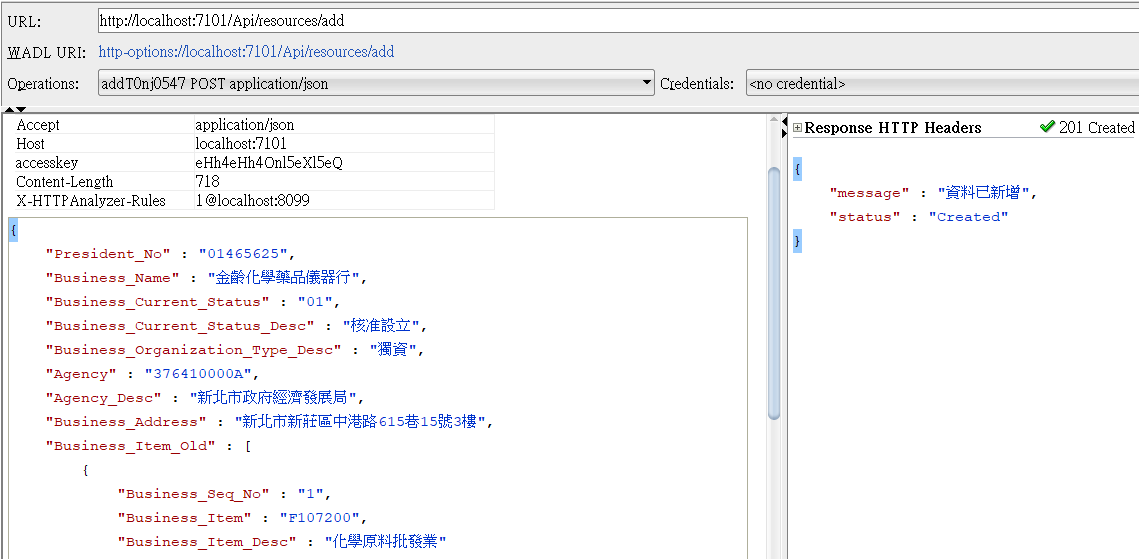 URL: http://localhost:7101/Api/resources/add
WADL URI: http-options://localhost:7101/Api/resources/add
Operations: addT0nj0547 POST application/json Credentials: <no credential>
Accept application/json
Host localhost:7101
accesskey eHh4eHh4Onl5eXl5eQ
Content-Length 718
X-HTTPAnalyzer-Rules 1@localhost:8099
{
"President_No" : "01465625",
"Business_Name" : "金齡化學藥品儀器行",
"Business_Current_Status" : "01",
"Business_Current_Status_Desc" : "核准設立",
"Business_Organization_Type_Desc" : "獨資",
"Agency" : "376410000A",
"Agency_Desc" : "新北市政府經濟發展局",
"Business_Address" : "新北市新莊區中港路615巷15號3樓",
"Business_Item_Old" : [
{
"Business_Seq_No" : "1",
"Business_Item" : "F107200",
"Business_Item_Desc" : "化學原料批發業"
Response HTTP Headers 201 Created
{
"message" : "資料已新增",
"status" : "Created"
}